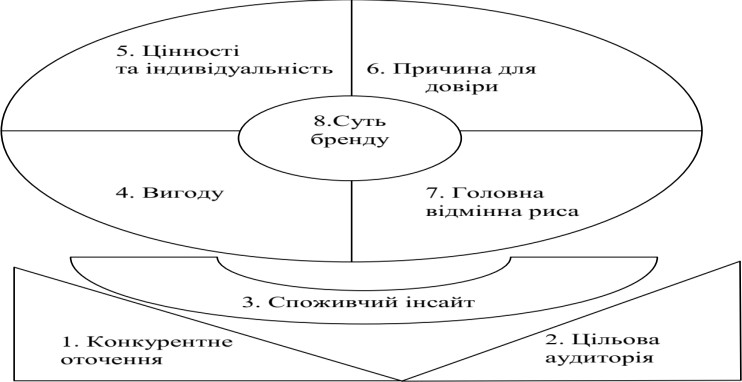 5. Цінності
та індивідуальність
6. Причина для
довіри
8.Суть
бренду
4. Вигоду
7. Головна
відмінна риса
3. Споживчий інсайт
1. Конкурентне
оточення
2. Цільова
аудиторія